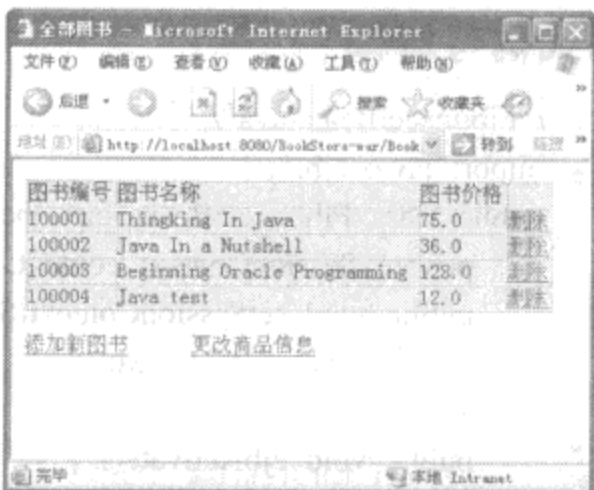 全部图书 - Microsoft Internet Explorer
文件(F) 编辑(E) 查看(V) 收藏(A) 工具(T) 帮助(H)
后退 搜索 收藏夹
地址(D) http://localhost:8080/BookStore-war/Book 转到 链接
图书编号 图书名称 图书价格
100001 Thingking In Java 75.0 删除
100002 Java In a Nutshell 36.0 删除
100003 Beginning Oracle Programming 128.0 删除
100004 Java test 12.0 删除
添加新图书 更改商品信息
完毕 本地 Intranet